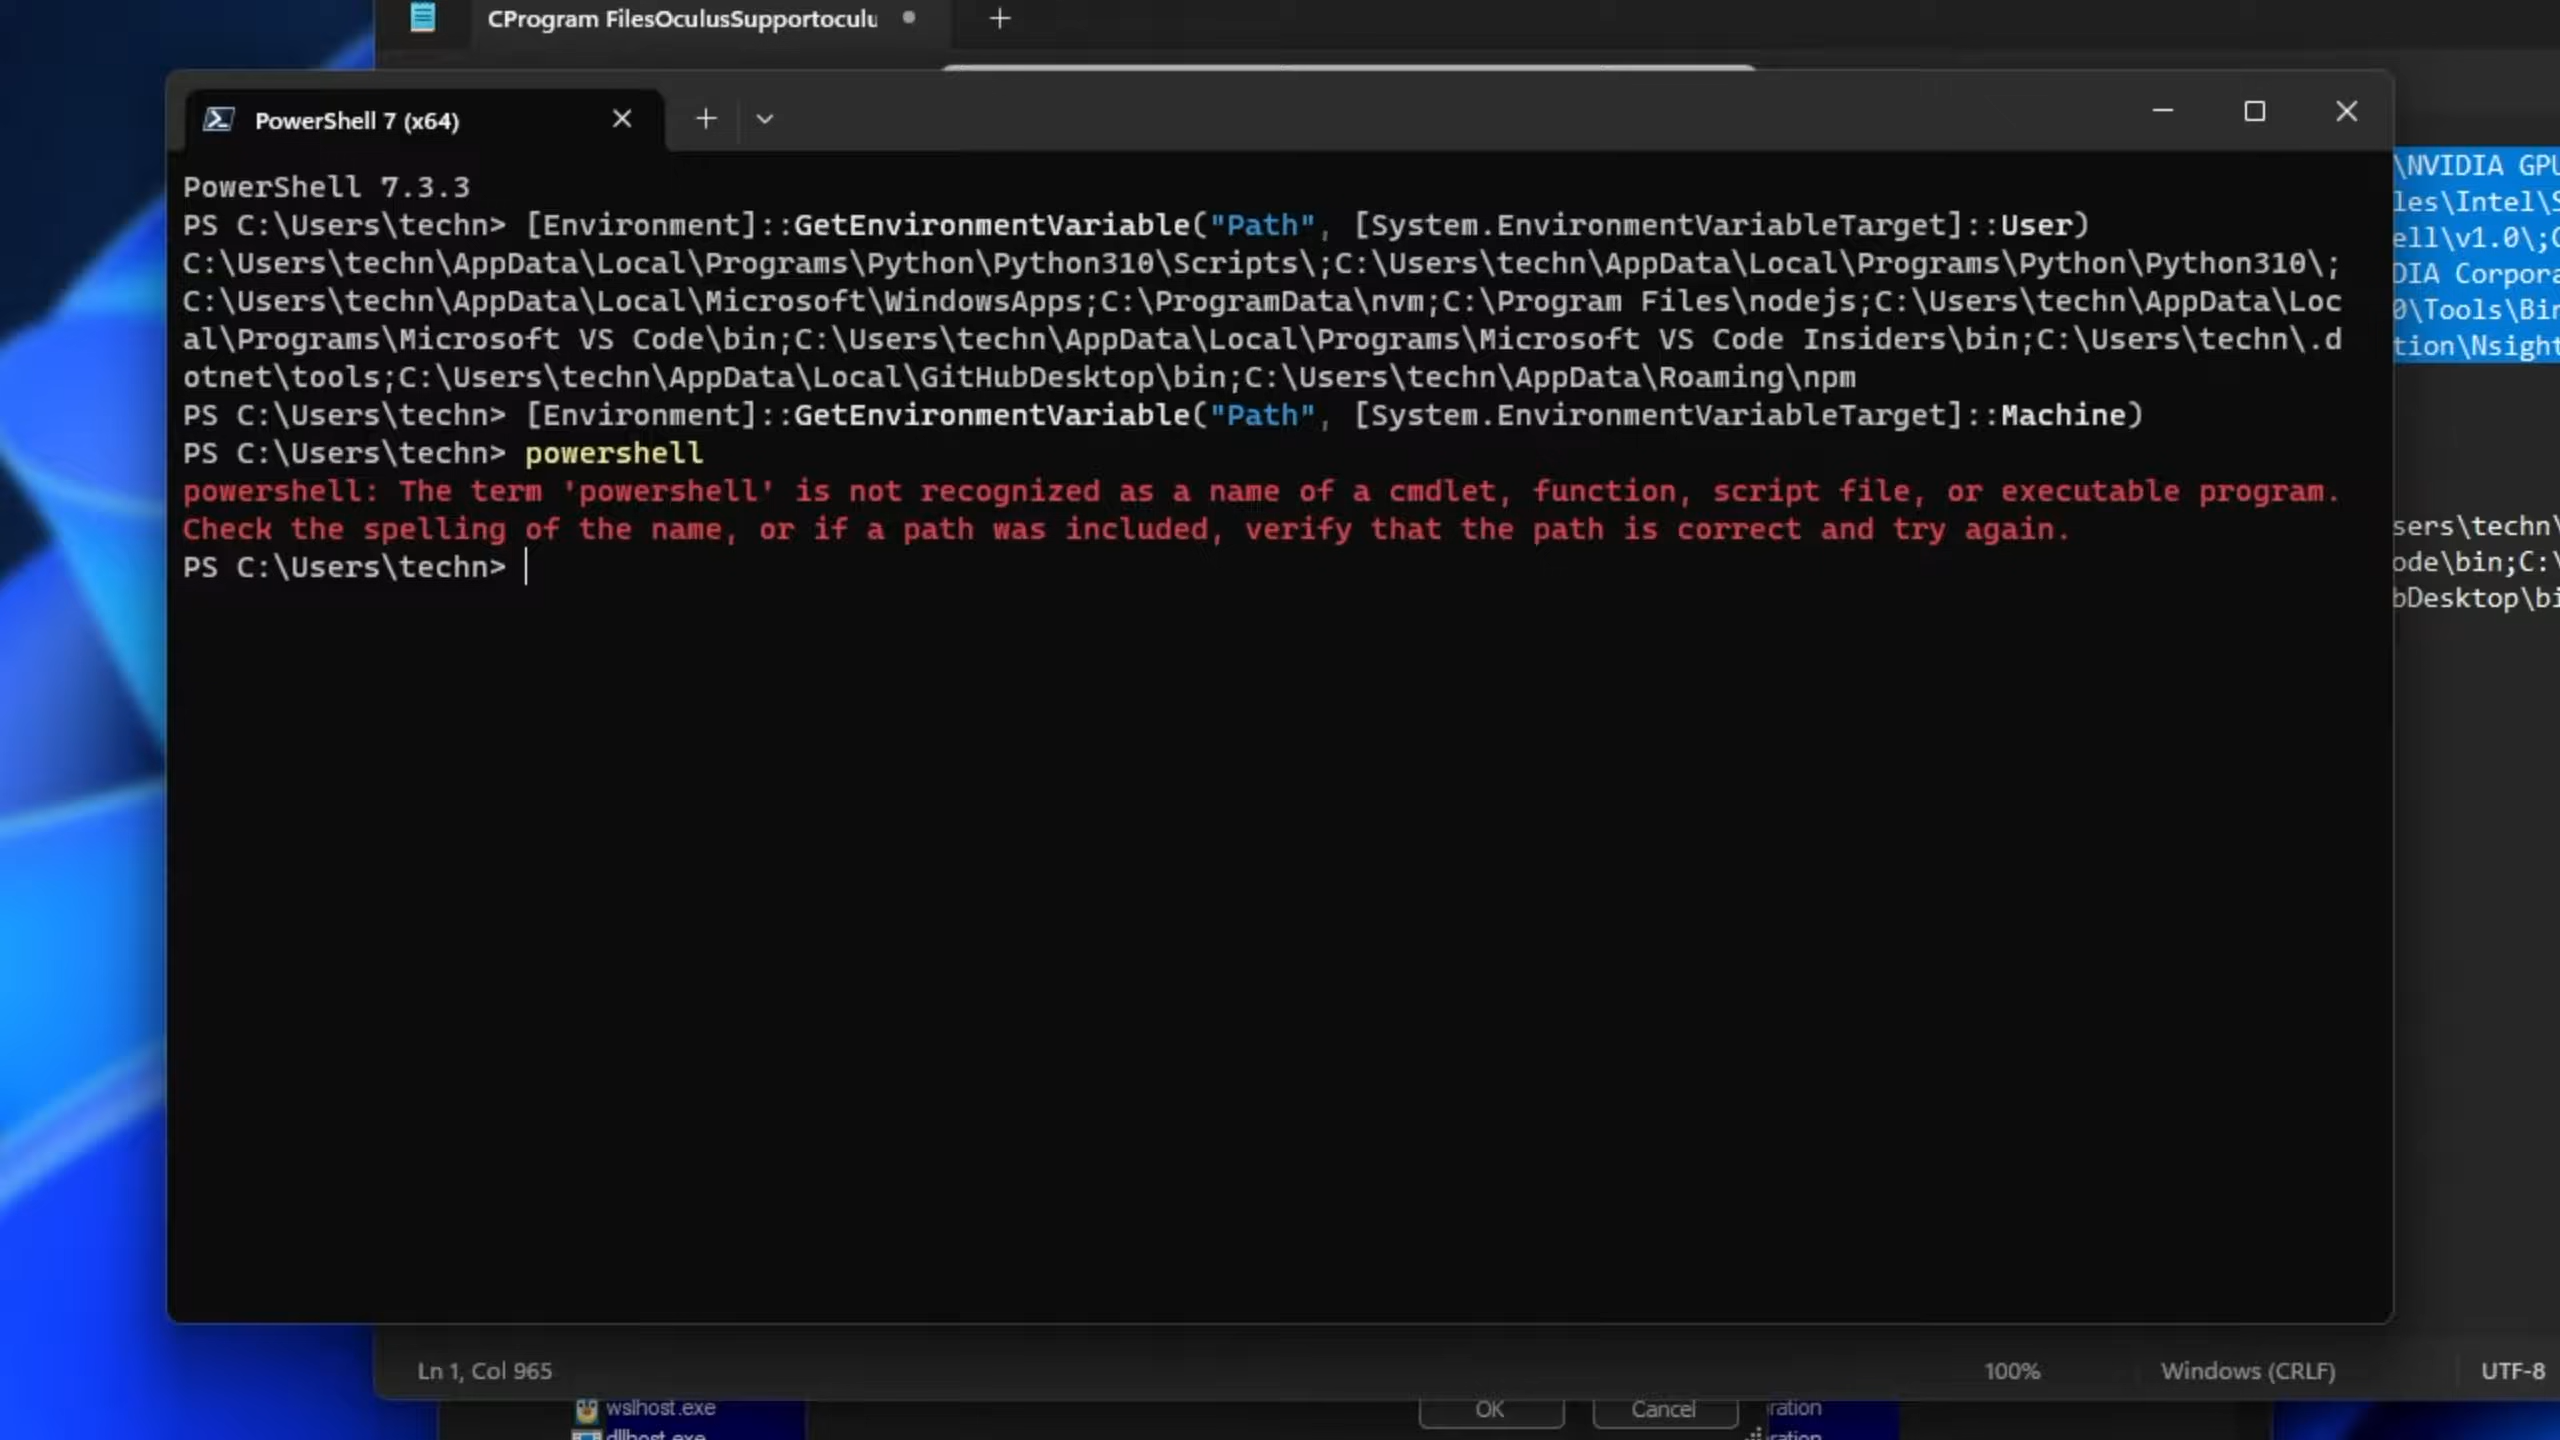 CProgram FilesOculusSupportoculu
PowerShell 7 (x64)
PowerShell 7.3.3
PS C:\Users\techn> [Environment]::GetEnvironmentVariable("Path", [System.EnvironmentVariableTarget]::User)
C:\Users\techn\AppData\Local\Programs\Python\Python310\Scripts\;C:\Users\techn\AppData\Local\Programs\Python\Python310\;
C:\Users\techn\AppData\Local\Microsoft\WindowsApps;C:\ProgramData\nvm;C:\Program Files\nodejs;C:\Users\techn\AppData\Loc
al\Programs\Microsoft VS Code\bin;C:\Users\techn\AppData\Local\Programs\Microsoft VS Code Insiders\bin;C:\Users\techn\.d
otnet\tools;C:\Users\techn\AppData\Local\GitHubDesktop\bin;C:\Users\techn\AppData\Roaming\npm
PS C:\Users\techn> [Environment]::GetEnvironmentVariable("Path", [System.EnvironmentVariableTarget]::Machine)
PS C:\Users\techn> powershell
powershell: The term 'powershell' is not recognized as a name of a cmdlet, function, script file, or executable program.
Check the spelling of the name, or if a path was included, verify that the path is correct and try again.
PS C:\Users\techn>
\NVIDIA GPU
les\Intel\S
ell\v1.0\;C
DIA Corpora
0\Tools\Bin
tion\Nsight
sers\techn\
ode\bin;C:\
bDesktop\bi
Ln 1, Col 965
100%
Windows (CRLF)
UTF-8
wslhost.exe
OK
Cancel
ration
dllhost.exe
ration